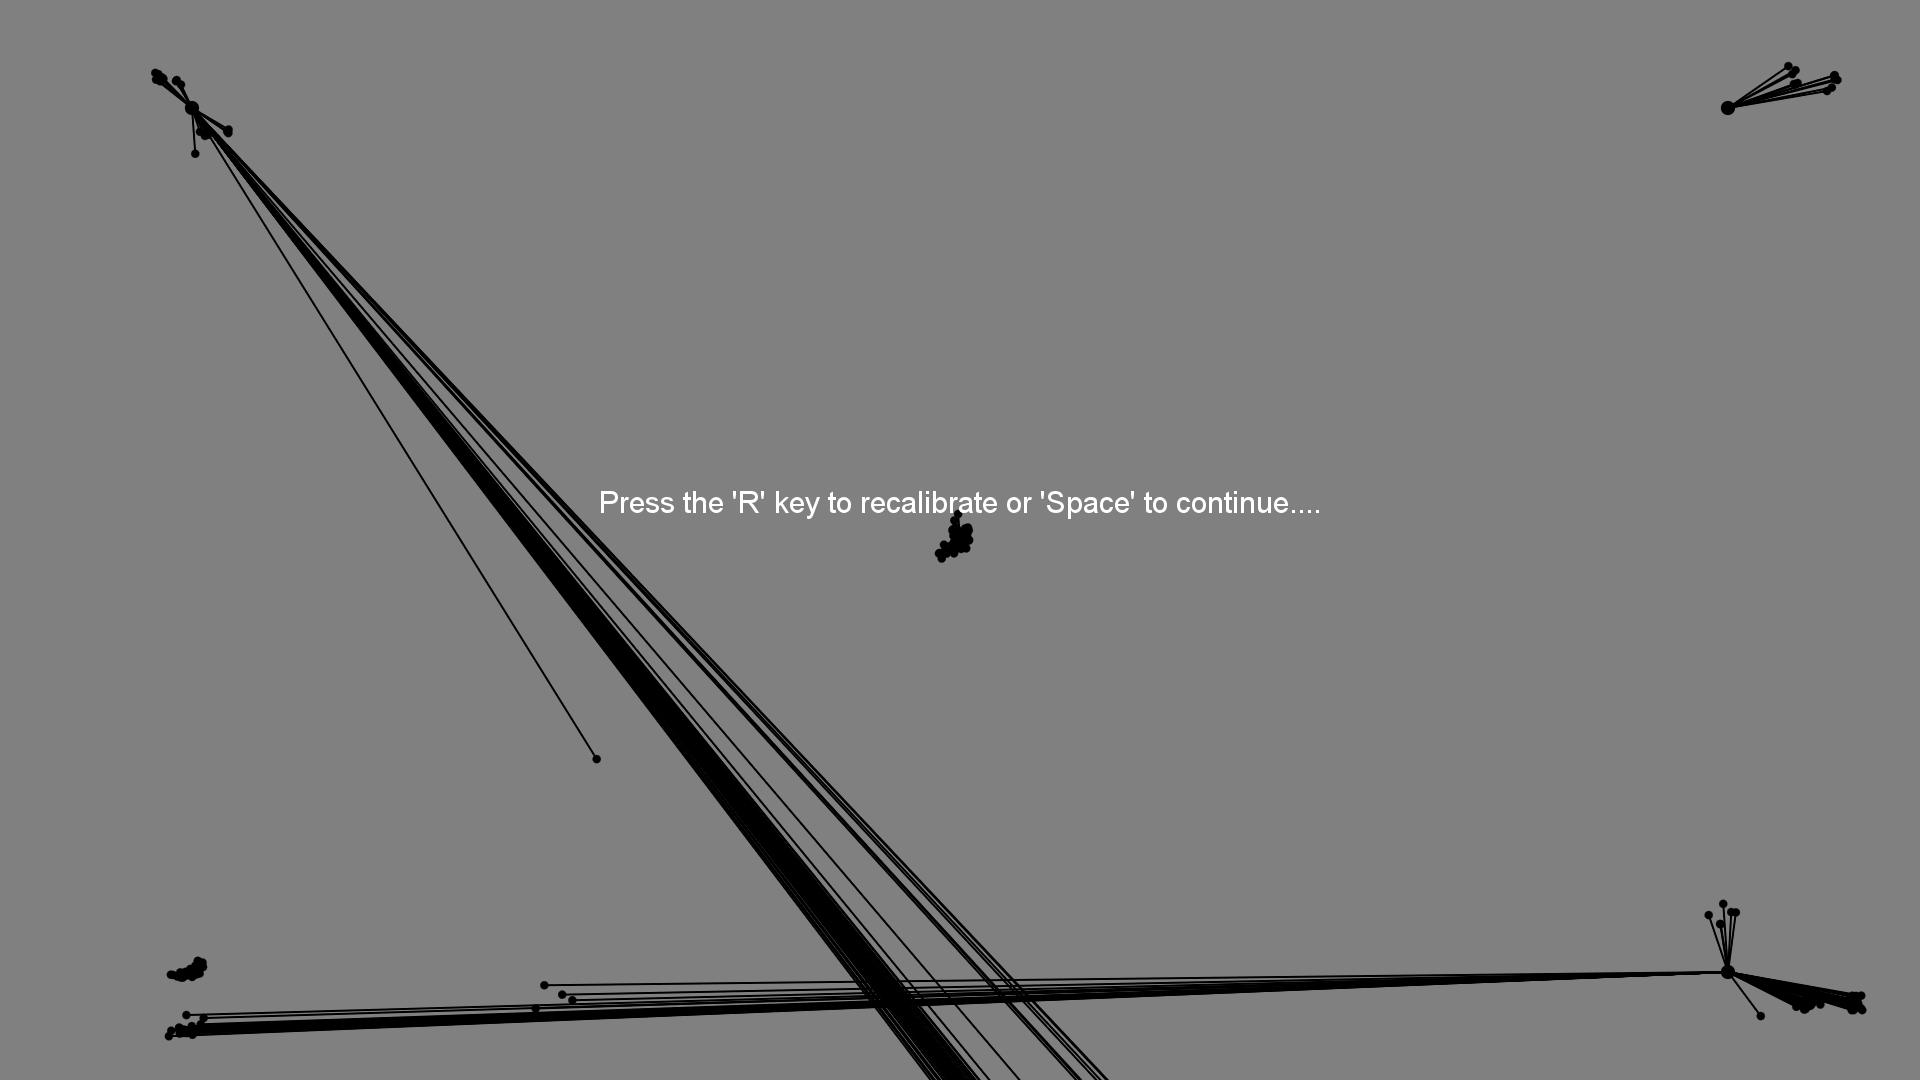 Press the 'R' key to recalibrate or 'Space' to continue....